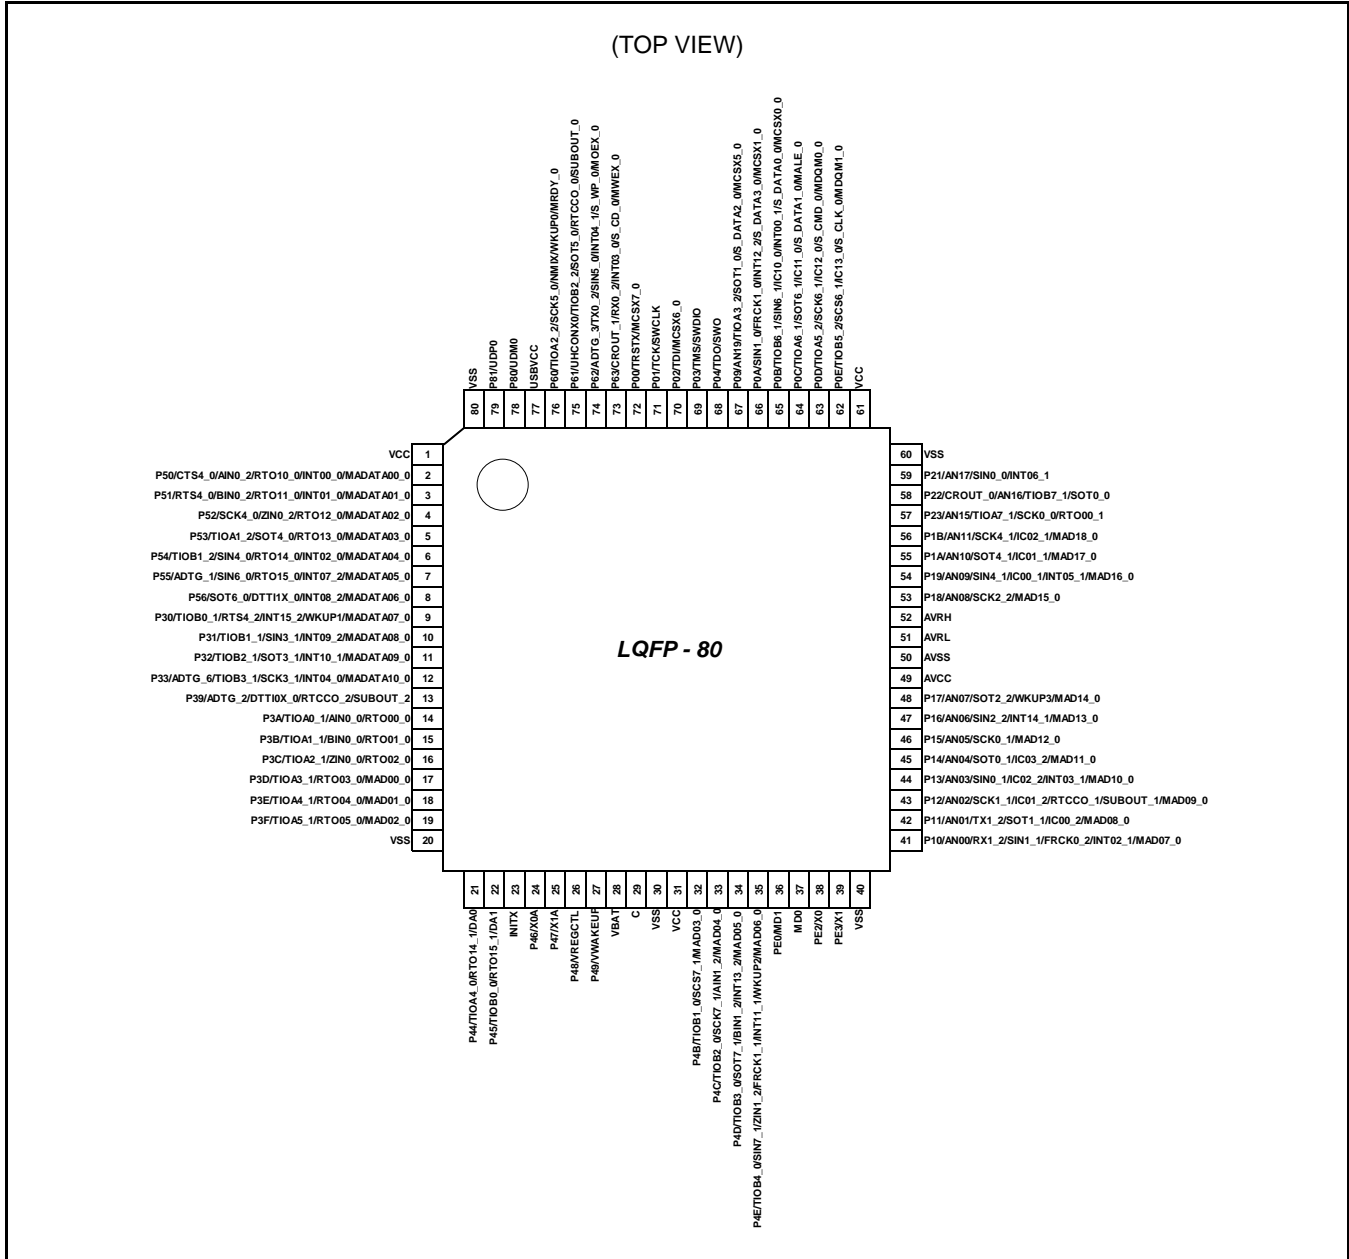 (TOP VIEW)
VSS
P81/UDP0
P80/UDM0
USBVCC
P60/TIOA2_2/SCK5_0/NMIX/WKUP0/MRDY_0
P61/UHCONX0/TIOB2_2/SOT5_0/RTCCO_0/SUBOUT_0
P62/ADTG_3/TX0_2/SIN5_0/INT04_1/S_WP_0/MOEX_0
P63/CROUT_1/RX0_2/INT03_0/S_CD_0/MWEX_0
P00/TRSTX/MCSX7_0
P01/TCK/SWCLK
P02/TDI/MCSX6_0
P03/TMS/SWDIO
P04/TDO/SWO
P09/AN19/TIOA3_2/SOT1_0/S_DATA2_0/MCSX5_0
P0A/SIN1_0/FRCK1_0/INT12_2/S_DATA3_0/MCSX1_0
P0B/TIOB6_1/SIN6_1/IC10_0/INT00_1/S_DATA0_0/MCSX0_0
P0C/TIOA6_1/SOT6_1/IC11_0/S_DATA1_0/MALE_0
P0D/TIOA5_2/SCK6_1/IC12_0/S_CMD_0/MDQM0_0
P0E/TIOB5_2/SCS6_1/IC13_0/S_CLK_0/MDQM1_0
VCC
80
79
78
77
76
75
74
73
72
71
70
69
68
67
66
65
64
63
62
61
VCC 1
P50/CTS4_0/AIN0_2/RTO10_0/INT00_0/MADATA00_0 2
P51/RTS4_0/BIN0_2/RTO11_0/INT01_0/MADATA01_0 3
P52/SCK4_0/ZIN0_2/RTO12_0/MADATA02_0 4
P53/TIOA1_2/SOT4_0/RTO13_0/MADATA03_0 5
P54/TIOB1_2/SIN4_0/RTO14_0/INT02_0/MADATA04_0 6
P55/ADTG_1/SIN6_0/RTO15_0/INT07_2/MADATA05_0 7
P56/SOT6_0/DTTI1X_0/INT08_2/MADATA06_0 8
P30/TIOB0_1/RTS4_2/INT15_2/WKUP1/MADATA07_0 9
P31/TIOB1_1/SIN3_1/INT09_2/MADATA08_0 10
P32/TIOB2_1/SOT3_1/INT10_1/MADATA09_0 11
P33/ADTG_6/TIOB3_1/SCK3_1/INT04_0/MADATA10_0 12
P39/ADTG_2/DTTI0X_0/RTCCO_2/SUBOUT_2 13
P3A/TIOA0_1/AIN0_0/RTO00_0 14
P3B/TIOA1_1/BIN0_0/RTO01_0 15
P3C/TIOA2_1/ZIN0_0/RTO02_0 16
P3D/TIOA3_1/RTO03_0/MAD00_0 17
P3E/TIOA4_1/RTO04_0/MAD01_0 18
P3F/TIOA5_1/RTO05_0/MAD02_0 19
VSS 20
LQFP - 80
60 VSS
59 P21/AN17/SIN0_0/INT06_1
58 P22/CROUT_0/AN16/TIOB7_1/SOT0_0
57 P23/AN15/TIOA7_1/SCK0_0/RTO00_1
56 P1B/AN11/SCK4_1/IC02_1/MAD18_0
55 P1A/AN10/SOT4_1/IC01_1/MAD17_0
54 P19/AN09/SIN4_1/IC00_1/INT05_1/MAD16_0
53 P18/AN08/SCK2_2/MAD15_0
52 AVRH
51 AVRL
50 AVSS
49 AVCC
48 P17/AN07/SOT2_2/WKUP3/MAD14_0
47 P16/AN06/SIN2_2/INT14_1/MAD13_0
46 P15/AN05/SCK0_1/MAD12_0
45 P14/AN04/SOT0_1/IC03_2/MAD11_0
44 P13/AN03/SIN0_1/IC02_2/INT03_1/MAD10_0
43 P12/AN02/SCK1_1/IC01_2/RTCCO_1/SUBOUT_1/MAD09_0
42 P11/AN01/TX1_2/SOT1_1/IC00_2/MAD08_0
41 P10/AN00/RX1_2/SIN1_1/FRCK0_2/INT02_1/MAD07_0
21
22
23
24
25
26
27
28
29
30
31
32
33
34
35
36
37
38
39
40
P44/TIOA4_0/RTO14_1/DA0
P45/TIOB0_0/RTO15_1/DA1
INITX
P46/X0A
P47/X1A
P48/VREGCTL
P49/VWAKEUP
VBAT
C
VSS
VCC
P4B/TIOB1_0/SCS7_1/MAD03_0
P4C/TIOB2_0/SCK7_1/AIN1_2/MAD04_0
P4D/TIOB3_0/SOT7_1/BIN1_2/INT13_2/MAD05_0
P4E/TIOB4_0/SIN7_1/ZIN1_2/FRCK1_1/INT11_1/WKUP2/MAD06_0
PE0/MD1
MD0
PE2/X0
PE3/X1
VSS